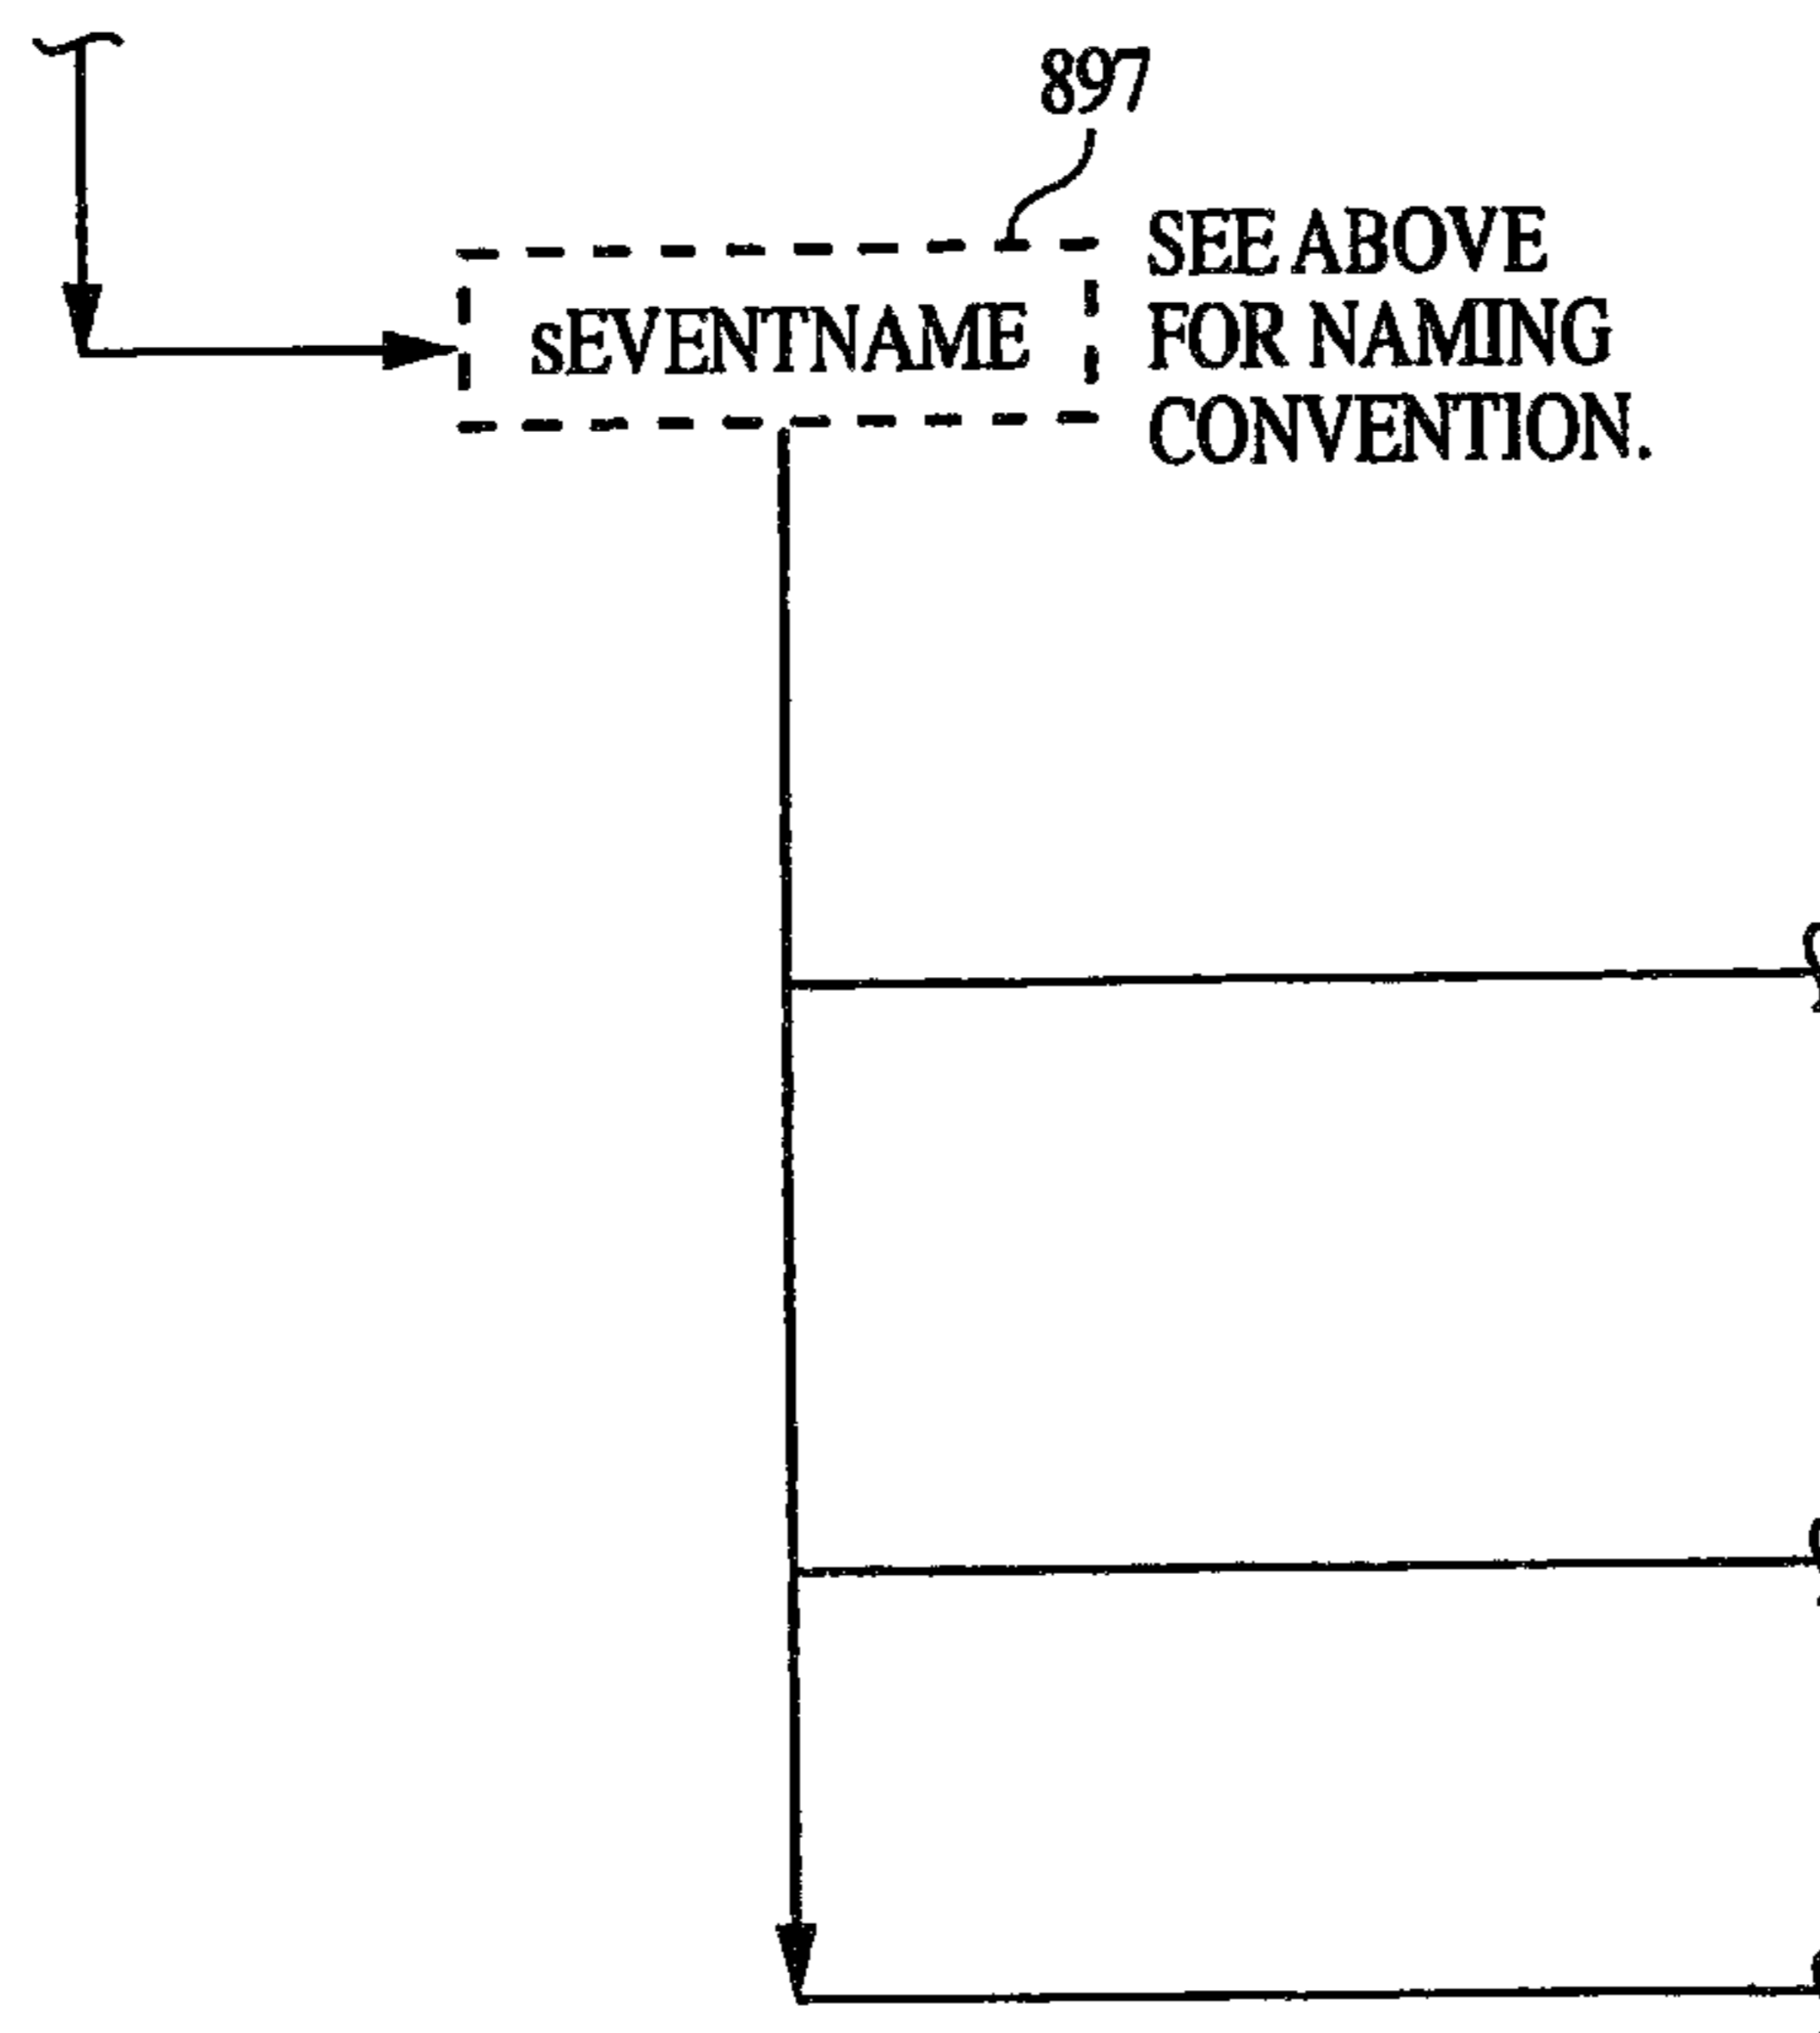 897
sEVENTNAME
SEE ABOVE
FOR NAMING
CONVENTION.